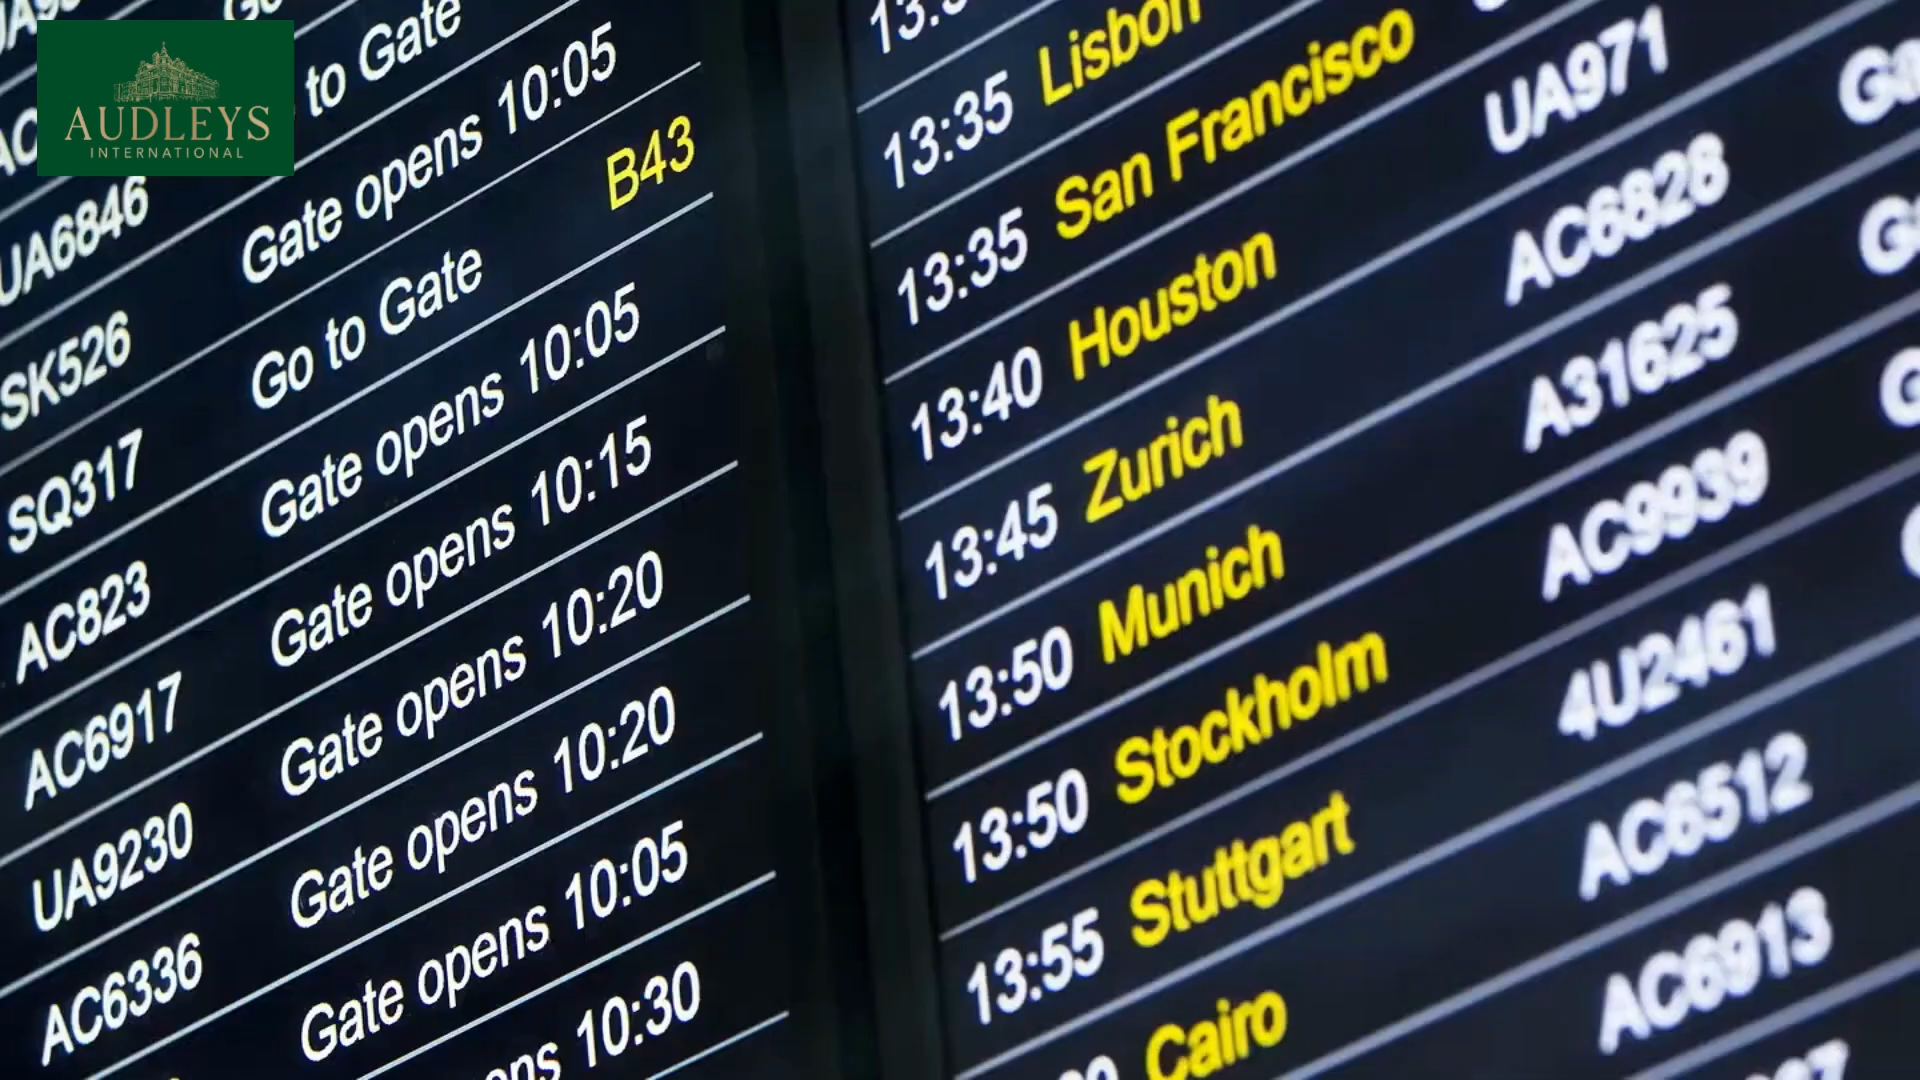 AUDLEYS
INTERNATIONAL
to Gate
UA6846 Gate opens 10:05
SK526 Go to Gate B43
SQ317 Gate opens 10:05
AC823 Gate opens 10:15
AC6917 Gate opens 10:20
UA9230 Gate opens 10:20
AC6336 Gate opens 10:05
10:30
13:35 Lisbon
13:35 San Francisco UA971
13:40 Houston AC6828
13:45 Zurich A31625
13:50 Munich AC9939
13:50 Stockholm 4U2461
13:55 Stuttgart AC6512
Cairo AC6913